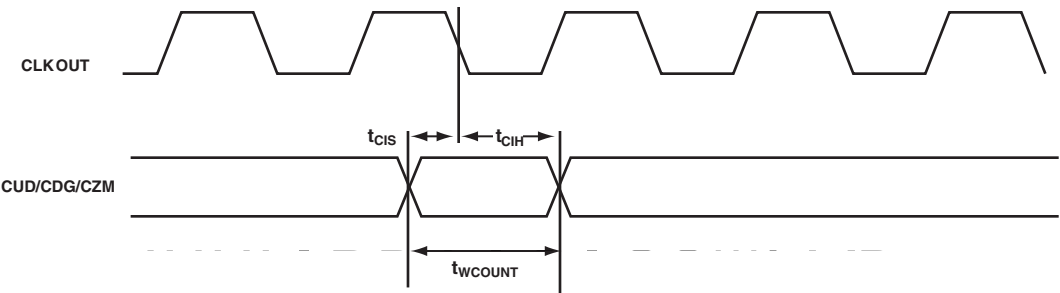 CLKOUT
tCIS
tCIH
CUD/CDG/CZM
tWCOUNT